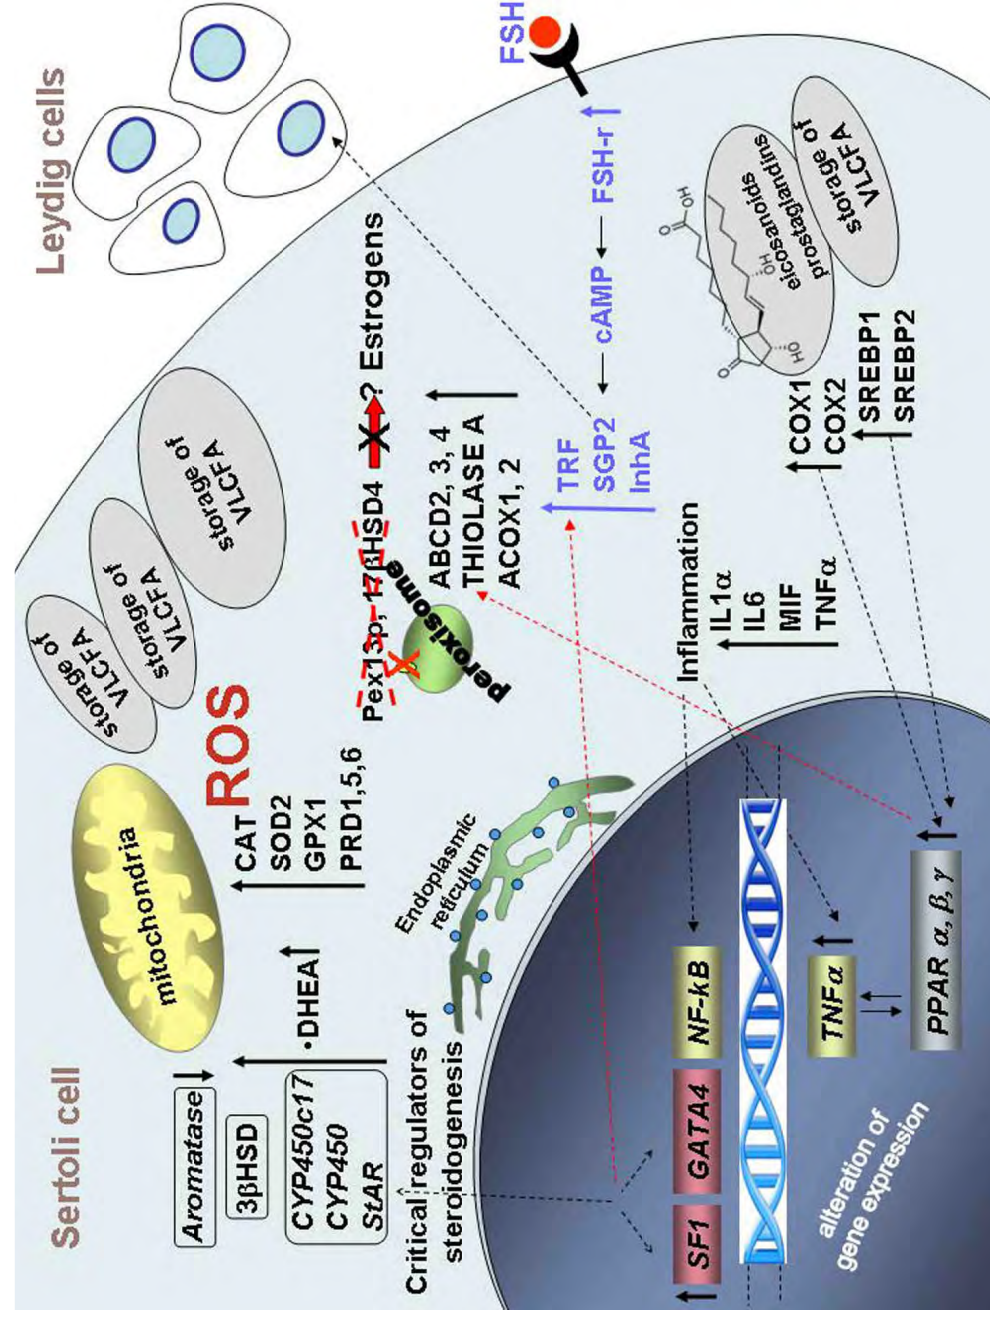 Sertoli cell
Leydig cells
Aromatase
3βHSD
CYP450c17
CYP450
StAR
•DHEA
Critical regulators of
steroidogenesis
mitochondria
ROS
CAT
SOD2
GPX1
PRD1,5,6
Endoplasmic
reticulum
storage of
VLCFA
storage of
VLCFA
storage of
VLCFA
Pex13p, 17βHSD4
X
? Estrogens
X
peroxisome
ABCD2, 3, 4
THIOLASE A
ACOX1, 2
FSH
FSH-r
cAMP
TRF
SGP2
InhA
Inflammation
IL1α
IL6
MIF
TNFα
COX1
COX2
SREBP1
SREBP2
eicosanoids
prostaglandins
O
OH
OH
O
HO
storage of
VLCFA
SF1
GATA4
NF-kB
TNFα
PPAR α, β, γ
alteration of
gene expression